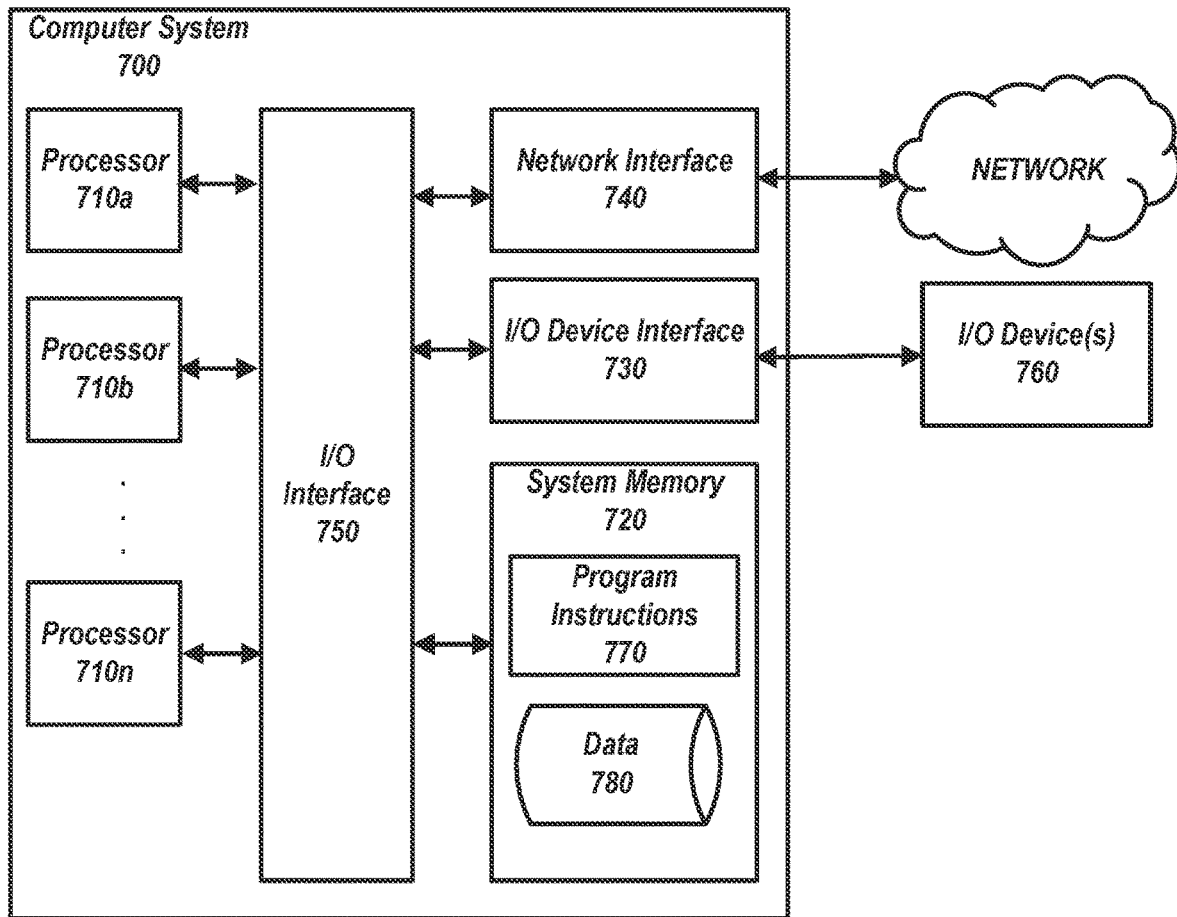 Computer System
700
Processor
710a
Processor
710b
Processor
710n
I/O
Interface
750
Network Interface
740
I/O Device Interface
730
System Memory
720
Program
Instructions
770
Data
780
NETWORK
I/O Device(s)
760